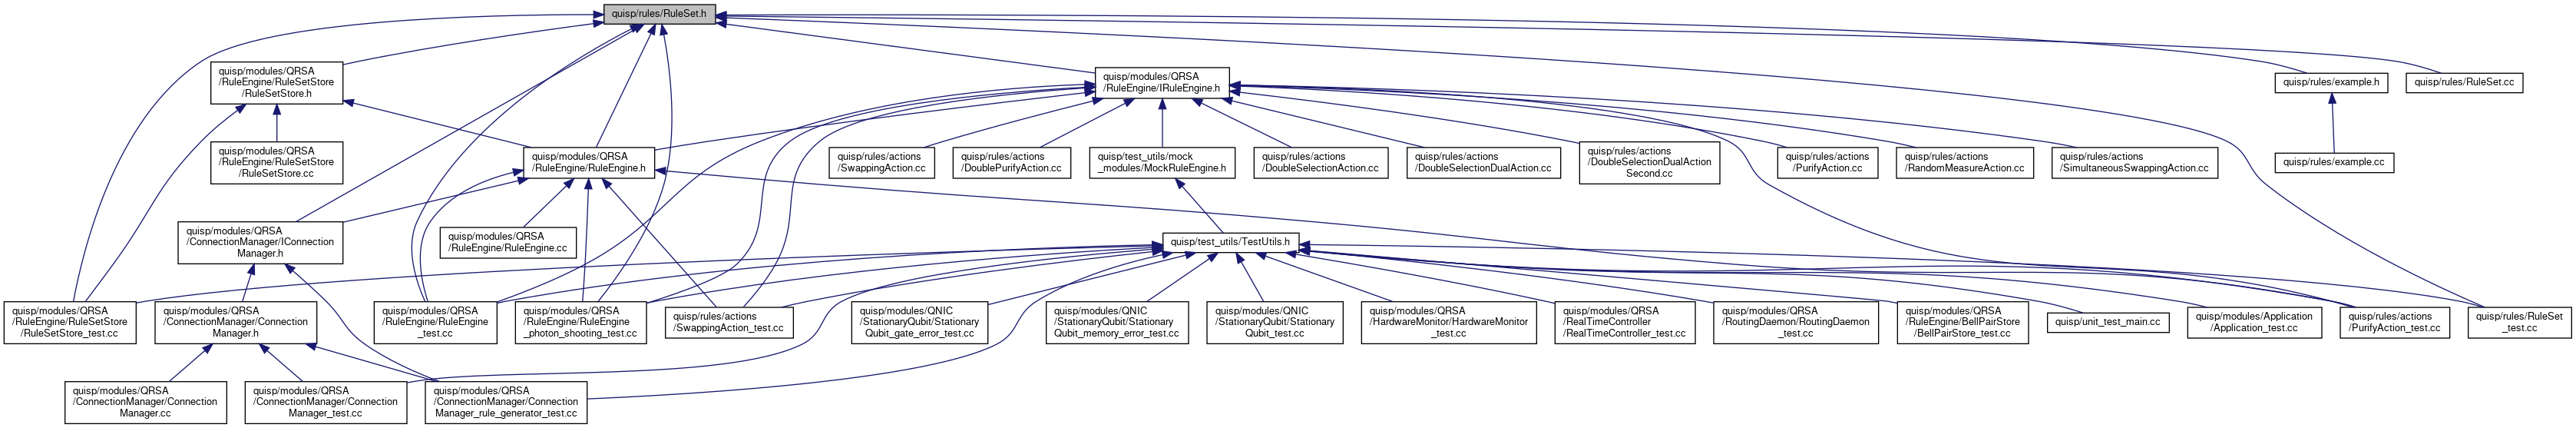 quisp/rules/RuleSet.h
quisp/modules/QRSA
/RuleEngine/RuleSetStore
/RuleSetStore.h
quisp/modules/QRSA
/RuleEngine/IRuleEngine.h
quisp/rules/example.h
quisp/rules/RuleSet.cc
quisp/modules/QRSA
/RuleEngine/RuleSetStore
/RuleSetStore.cc
quisp/modules/QRSA
/RuleEngine/RuleEngine.h
quisp/rules/actions
/SwappingAction.cc
quisp/rules/actions
/DoublePurifyAction.cc
quisp/test_utils/mock
_modules/MockRuleEngine.h
quisp/rules/actions
/DoubleSelectionAction.cc
quisp/rules/actions
/DoubleSelectionDualAction.cc
quisp/rules/actions
/DoubleSelectionDualAction
Second.cc
quisp/rules/actions
/PurifyAction.cc
quisp/rules/actions
/RandomMeasureAction.cc
quisp/rules/actions
/SimultaneousSwappingAction.cc
quisp/rules/example.cc
quisp/modules/QRSA
/ConnectionManager/IConnection
Manager.h
quisp/modules/QRSA
/RuleEngine/RuleEngine.cc
quisp/test_utils/TestUtils.h
quisp/modules/QRSA
/RuleEngine/RuleSetStore
/RuleSetStore_test.cc
quisp/modules/QRSA
/ConnectionManager/Connection
Manager.h
quisp/modules/QRSA
/RuleEngine/RuleEngine
_test.cc
quisp/modules/QRSA
/RuleEngine/RuleEngine
_photon_shooting_test.cc
quisp/rules/actions
/SwappingAction_test.cc
quisp/modules/QNIC
/StationaryQubit/Stationary
Qubit_gate_error_test.cc
quisp/modules/QNIC
/StationaryQubit/Stationary
Qubit_memory_error_test.cc
quisp/modules/QNIC
/StationaryQubit/Stationary
Qubit_test.cc
quisp/modules/QRSA
/HardwareMonitor/HardwareMonitor
_test.cc
quisp/modules/QRSA
/RealTimeController
/RealTimeController_test.cc
quisp/modules/QRSA
/RoutingDaemon/RoutingDaemon
_test.cc
quisp/modules/QRSA
/RuleEngine/BellPairStore
/BellPairStore_test.cc
quisp/unit_test_main.cc
quisp/modules/Application
/Application_test.cc
quisp/rules/actions
/PurifyAction_test.cc
quisp/rules/RuleSet
_test.cc
quisp/modules/QRSA
/ConnectionManager/Connection
Manager.cc
quisp/modules/QRSA
/ConnectionManager/Connection
Manager_test.cc
quisp/modules/QRSA
/ConnectionManager/Connection
Manager_rule_generator_test.cc